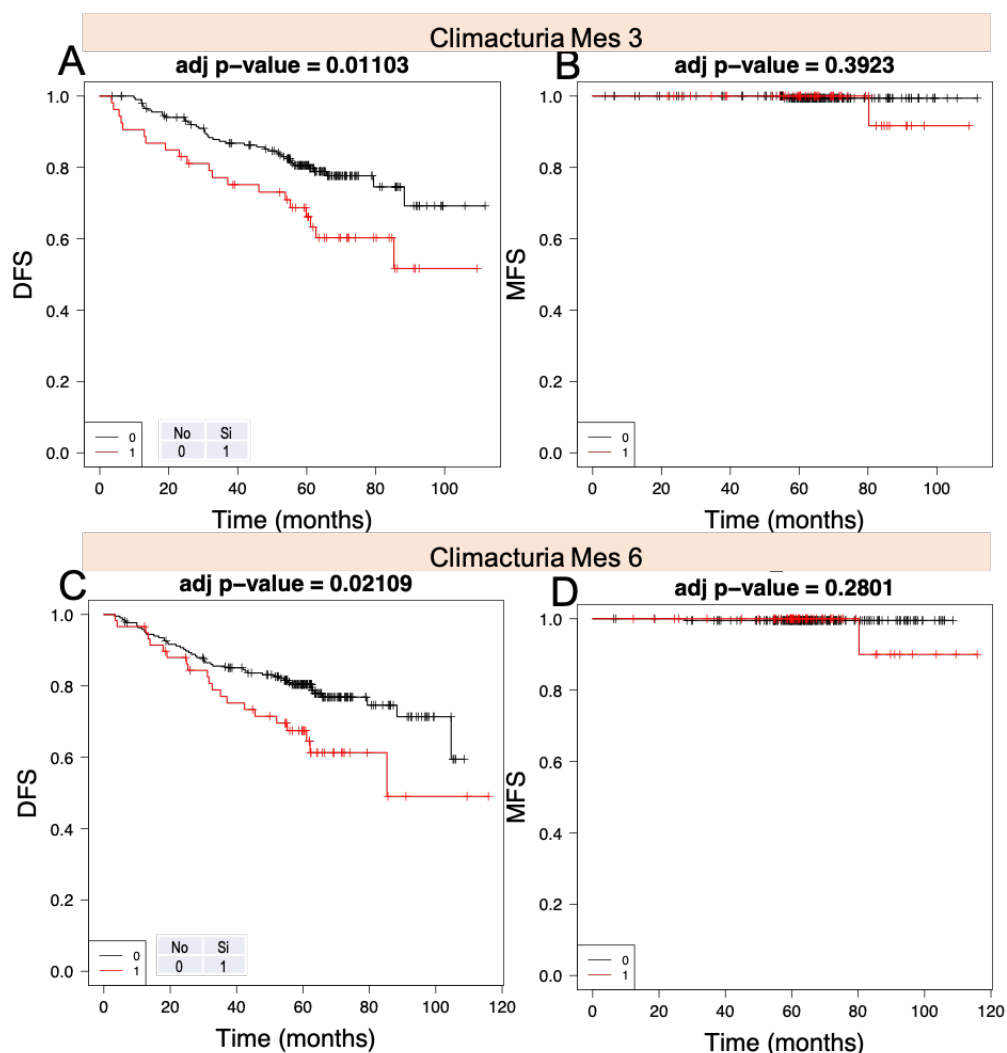 Climacturia Mes 3
A
adj p-value = 0.01103
DFS
1.0
0.8
0.6
0.4
0.2
0.0
0
1
No Si
0 1
0 20 40 60 80 100
Time (months)
B
adj p-value = 0.3923
MFS
1.0
0.8
0.6
0.4
0.2
0.0
0
1
0 20 40 60 80 100
Time (months)
Climacturia Mes 6
C
adj p-value = 0.02109
DFS
1.0
0.8
0.6
0.4
0.2
0.0
0
1
No Si
0 1
0 20 40 60 80 100 120
Time (months)
D
adj p-value = 0.2801
MFS
1.0
0.8
0.6
0.4
0.2
0.0
0
1
0 20 40 60 80 100 120
Time (months)